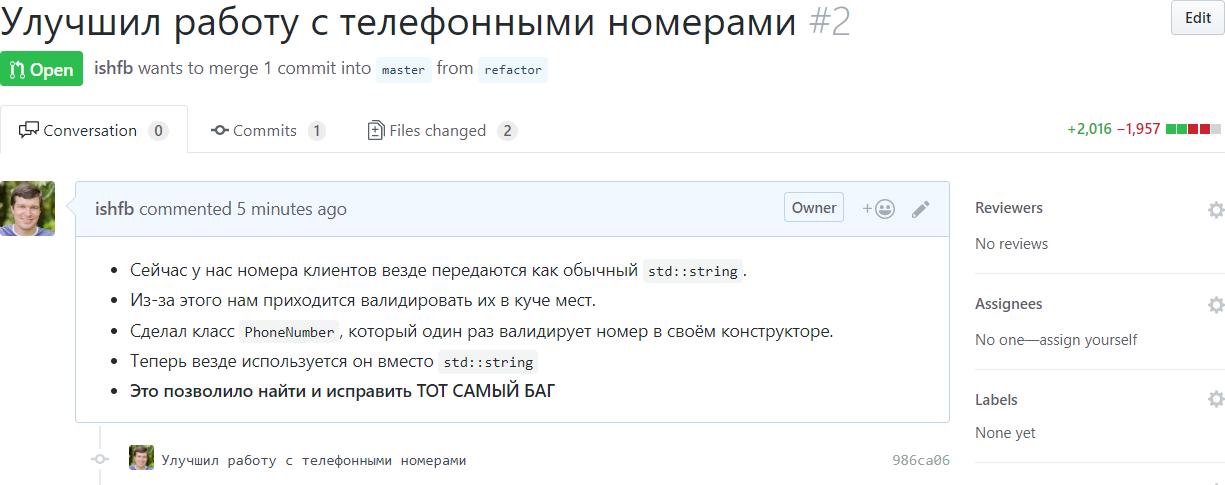 Улучшил работу с телефонными номерами #2
Edit
Open
ishfb wants to merge 1 commit into master from refactor
Conversation 0
Commits 1
Files changed 2
+2,016 −1,957
ishfb commented 5 minutes ago
Owner
+
Сейчас у нас номера клиентов везде передаются как обычный std::string.
Из-за этого нам приходится валидировать их в куче мест.
Сделал класс PhoneNumber, который один раз валидирует номер в своём конструкторе.
Теперь везде используется он вместо std::string
Это позволило найти и исправить ТОТ САМЫЙ БАГ
Улучшил работу с телефонными номерами
986ca06
Reviewers
No reviews
Assignees
No one—assign yourself
Labels
None yet